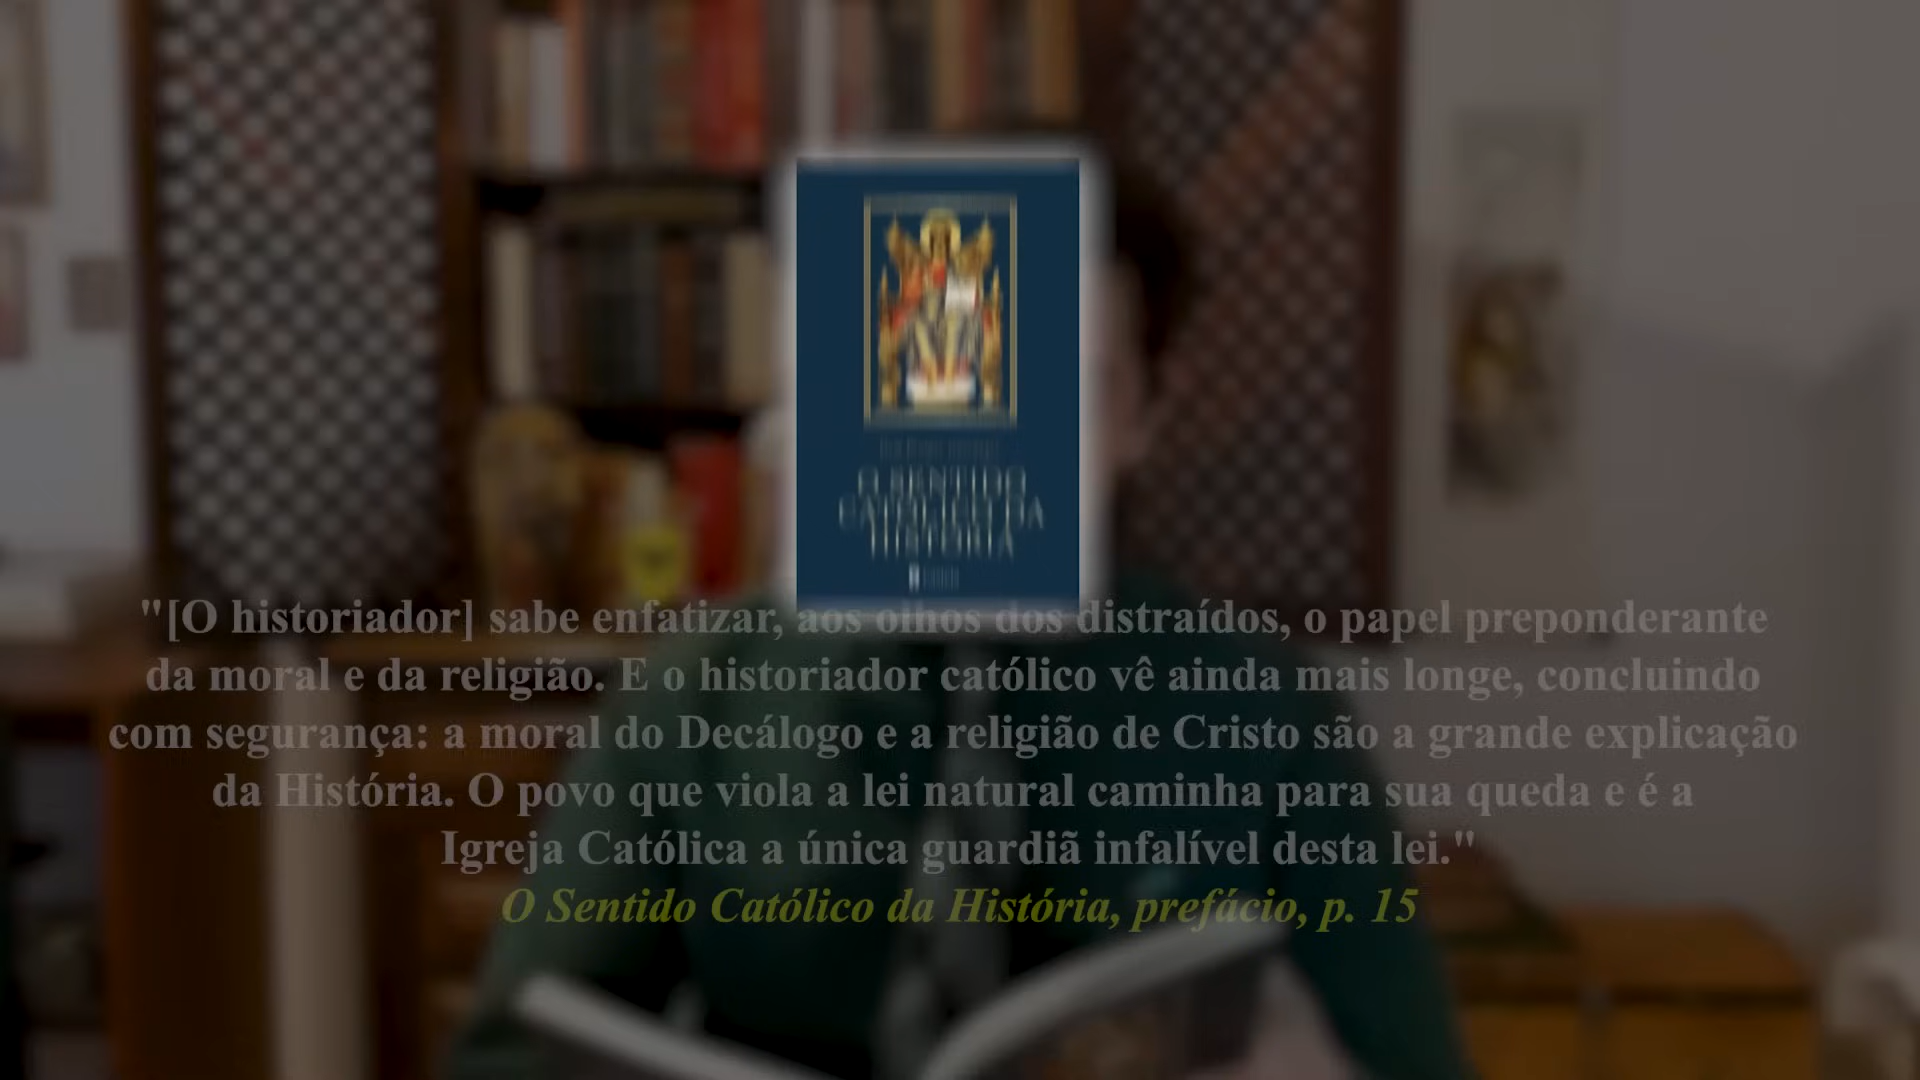 O SENTIDO
CATÓLICO DA
HISTÓRIA
"[O historiador] sabe enfatizar, aos olhos dos distraídos, o papel preponderante
da moral e da religião. E o historiador católico vê ainda mais longe, concluindo
com segurança: a moral do Decálogo e a religião de Cristo são a grande explicação
da História. O povo que viola a lei natural caminha para sua queda e é a
Igreja Católica a única guardiã infalível desta lei."
O Sentido Católico da História, prefácio, p. 15